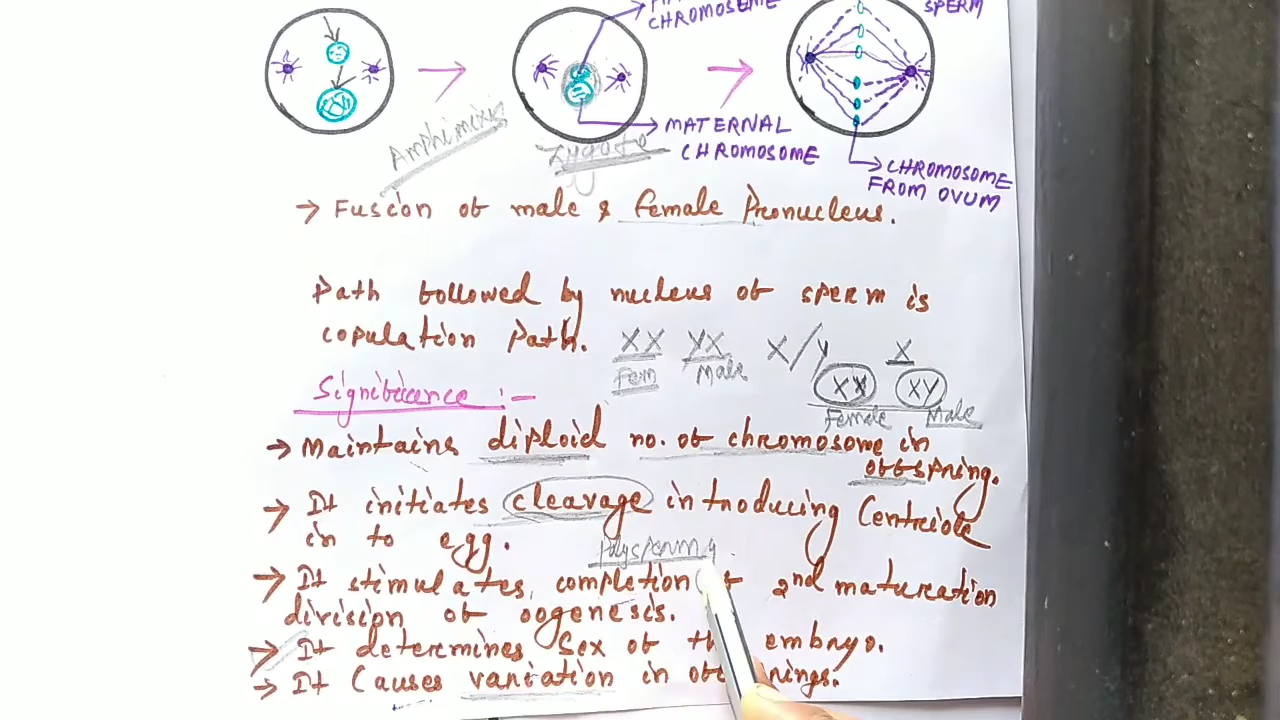 CHROMOSOME
SPERM
Amphimixis
Zygote
MATERNAL
CHROMOSOME
CHROMOSOME
FROM OVUM
→ Fusion of male & female Pronucleus.
Path followed by nucleus of sperm is
copulation Path.
XX YX X/Y X
Fem Male XX XY
Female Male
Significance :-
→ Maintains diploid no. of chromosome in
offspring.
→ It initiates cleavage introducing Centriole
in to egg.
Polyspermy
→ It stimulates completion of 2nd maturation
division of oogenesis.
→ It determines Sex of the embryo.
→ It Causes variation in